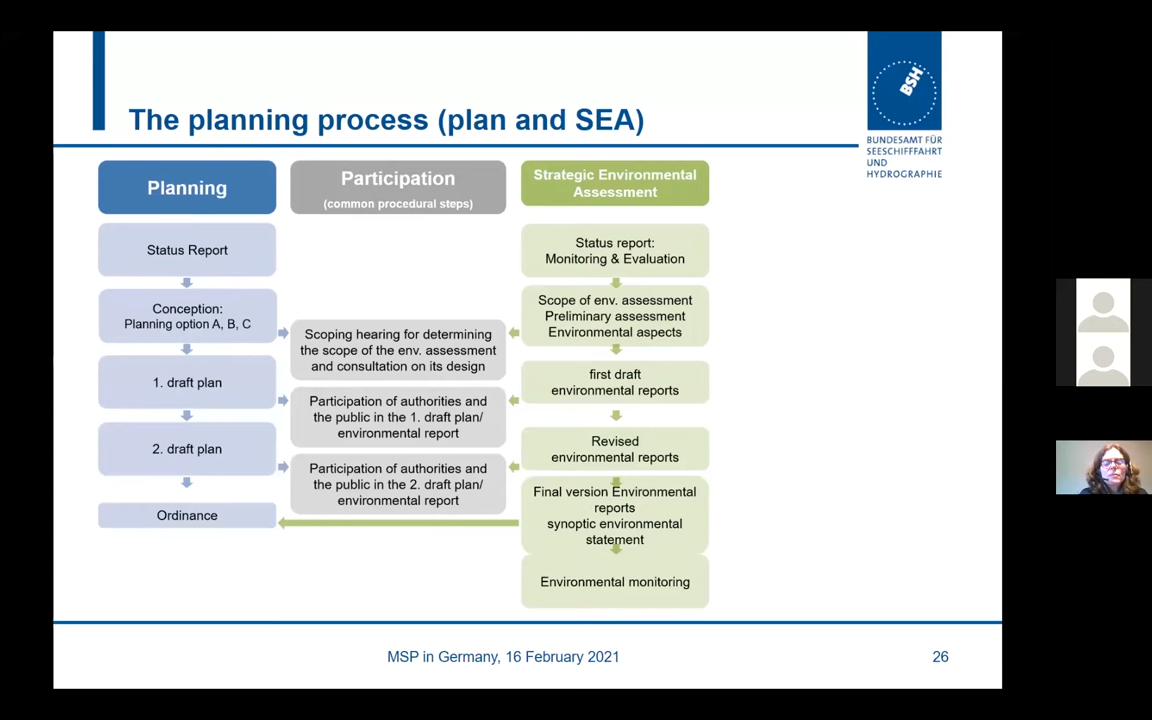 The planning process (plan and SEA)
BSH
BUNDESAMT FÜR
SEESCHIFFFAHRT
UND
HYDROGRAPHIE
Planning
Participation
(common procedural steps)
Strategic Environmental
Assessment
Status Report
Status report:
Monitoring & Evaluation
Conception:
Planning option A, B, C
Scope of env. assessment
Preliminary assessment
Environmental aspects
Scoping hearing for determining
the scope of the env. assessment
and consultation on its design
1. draft plan
first draft
environmental reports
Participation of authorities and
the public in the 1. draft plan/
environmental report
2. draft plan
Revised
environmental reports
Participation of authorities and
the public in the 2. draft plan/
environmental report
Final version Environmental
reports
synoptic environmental
statement
Ordinance
Environmental monitoring
MSP in Germany, 16 February 2021
26